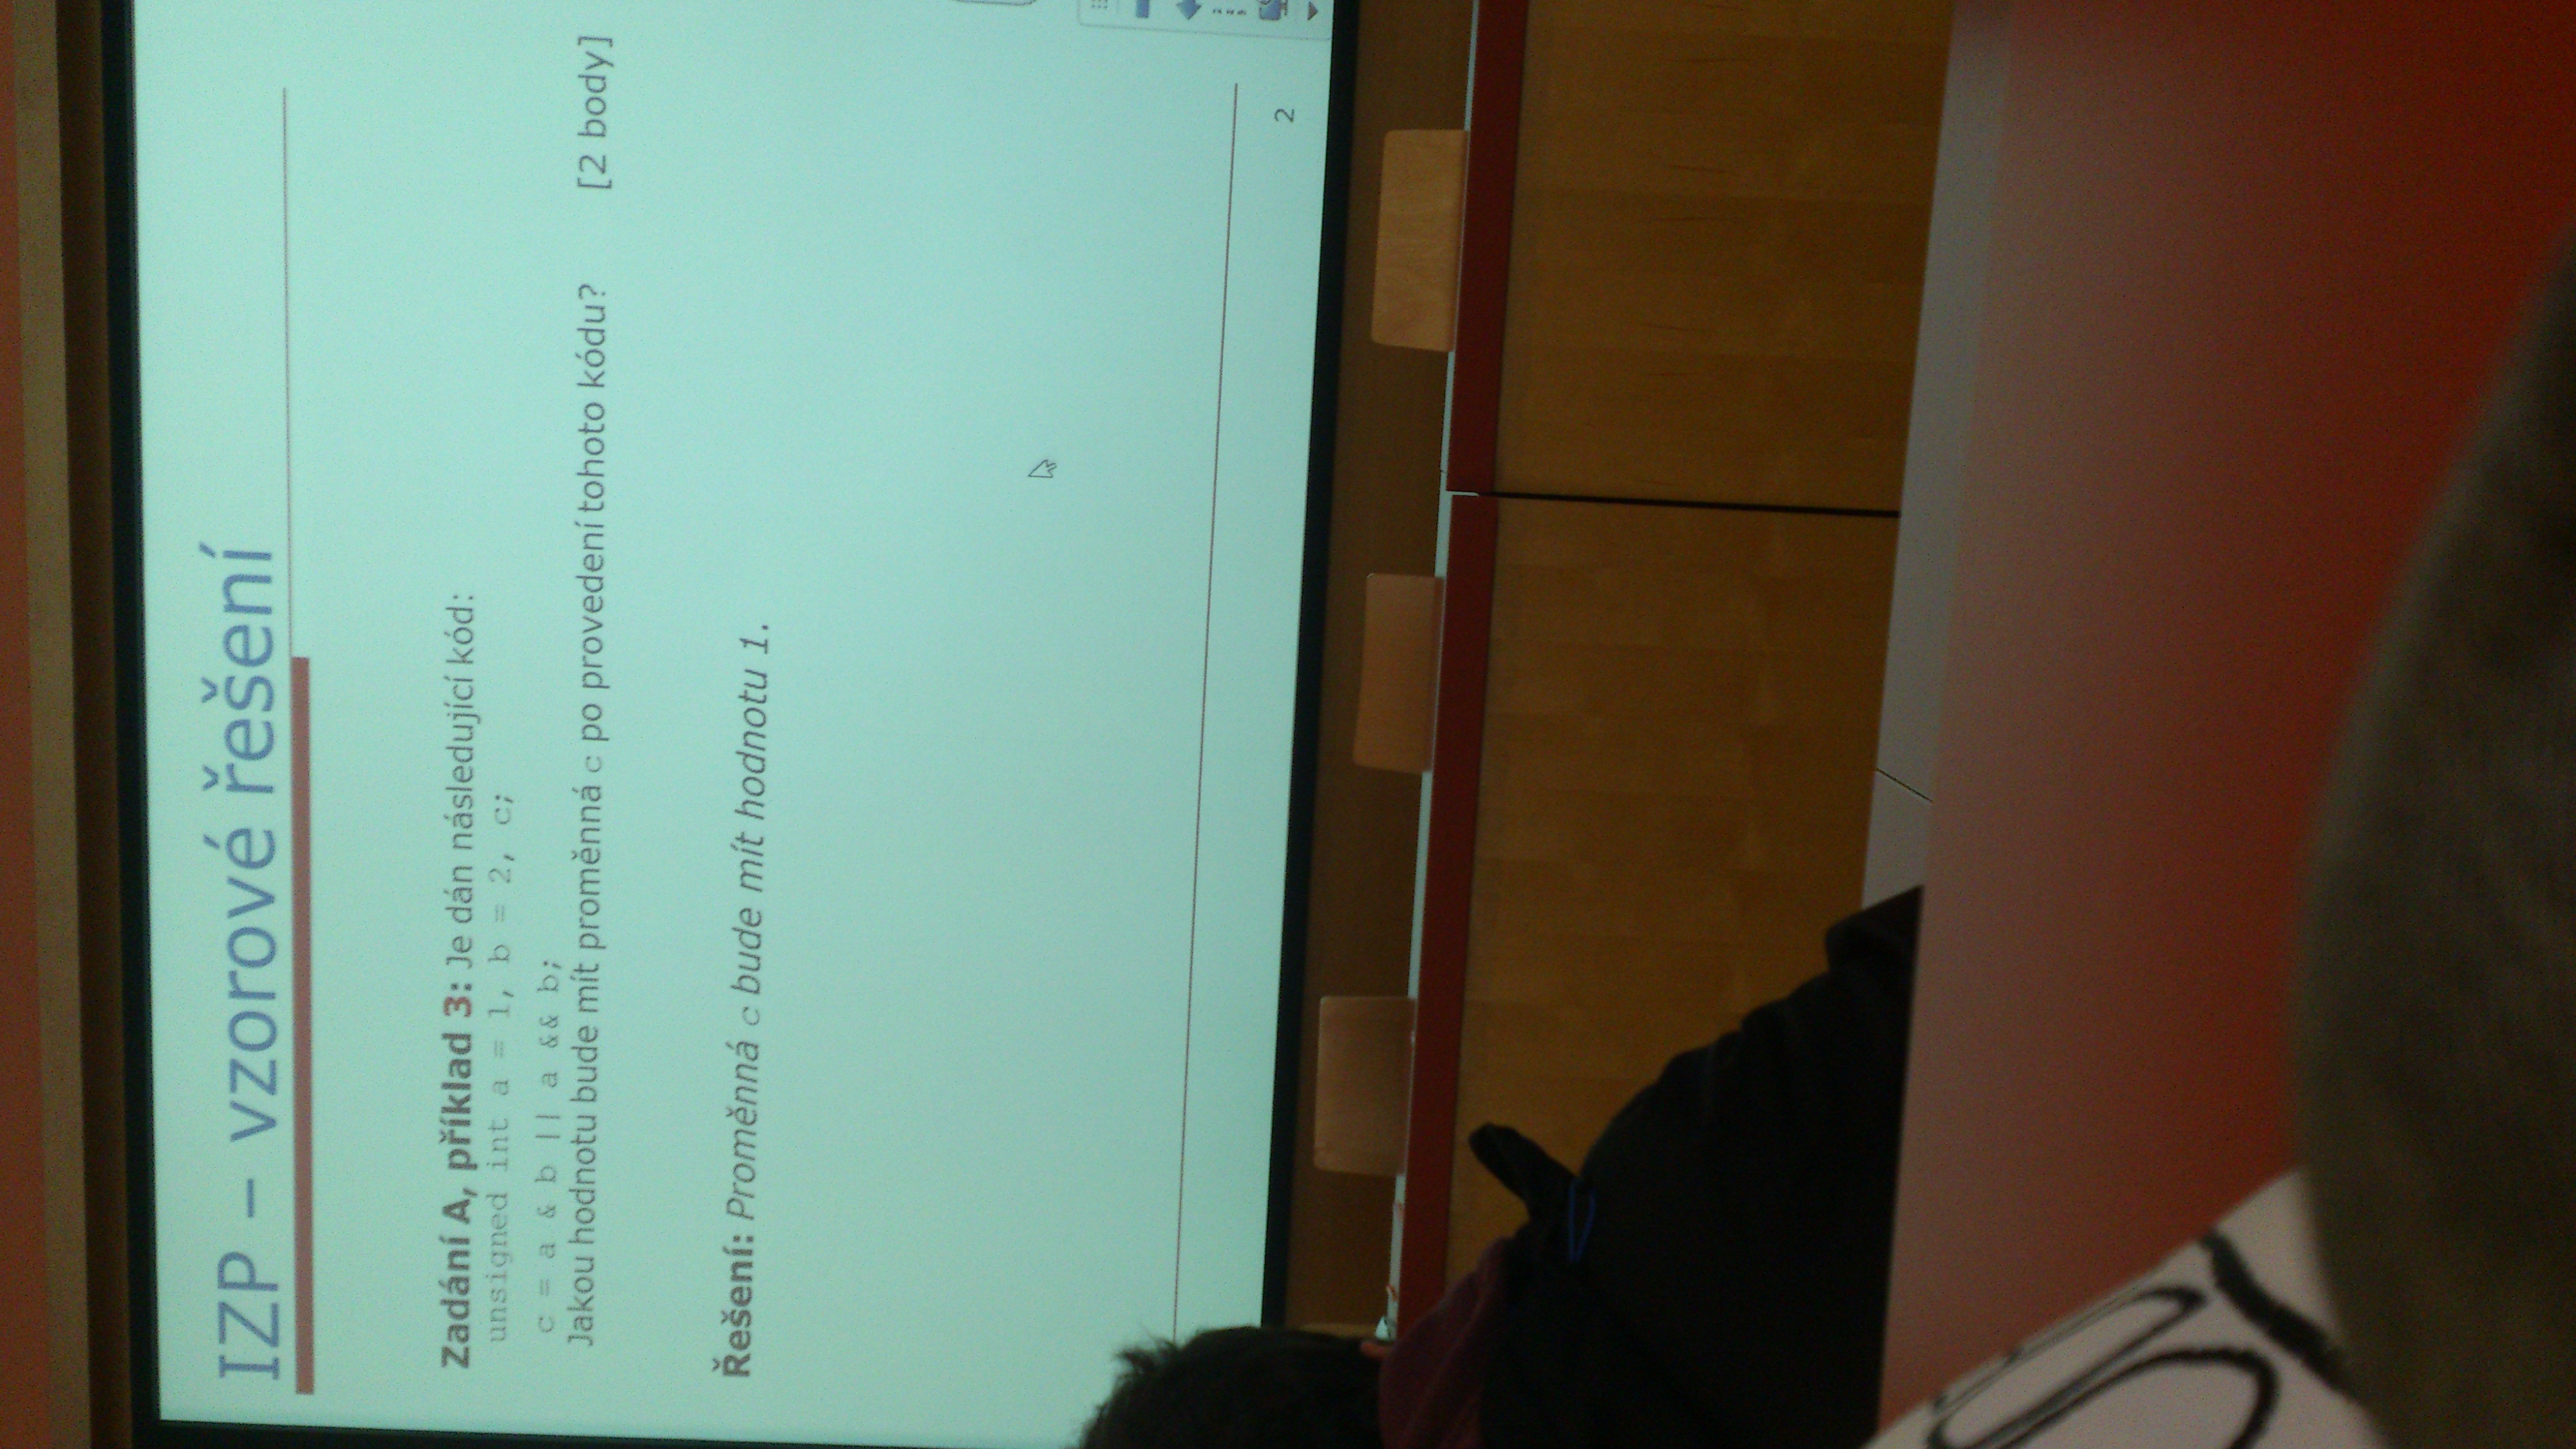 IZP – vzorové řešení
Zadání A, příklad 3: Je dán následující kód:
unsigned int a = 1, b = 2, c;
c = a & b || a && b;
Jakou hodnotu bude mít proměnná c po provedení tohoto kódu? [2 body]
Řešení: Proměnná c bude mít hodnotu 1.
2